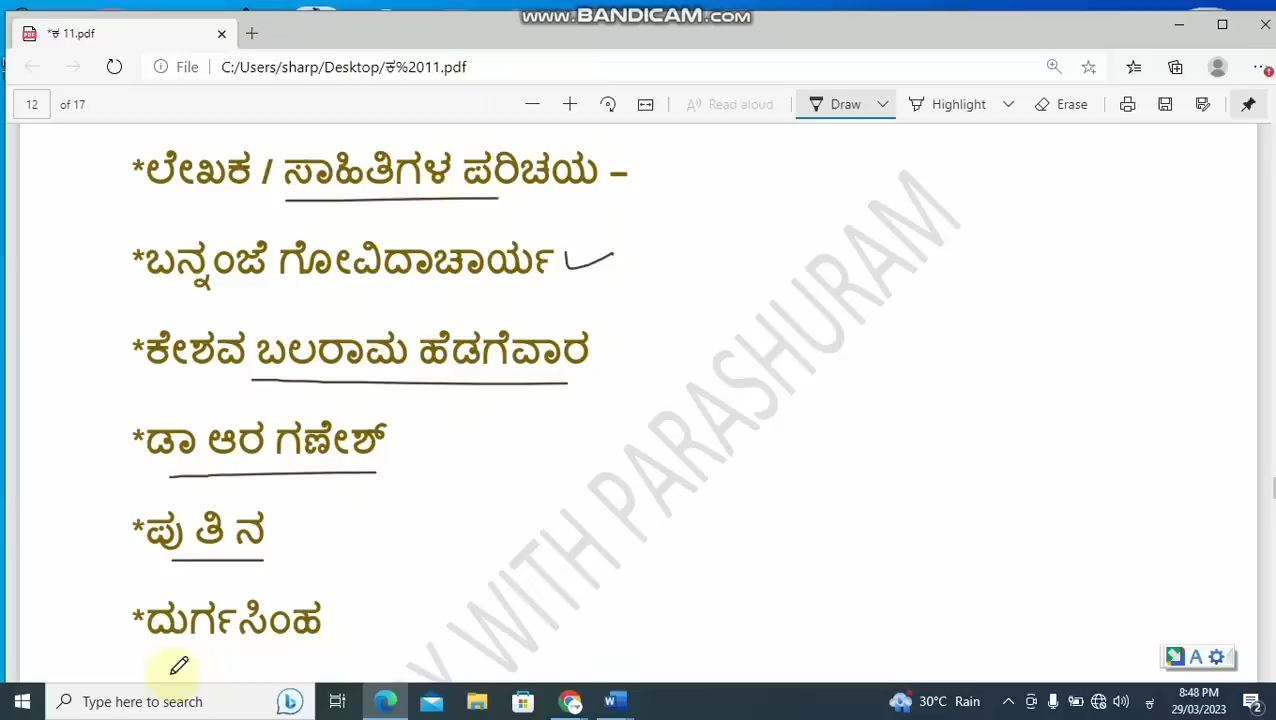 www.BANDICAM.com
*ಕ 11.pdf
File
C:/Users/sharp/Desktop/ಕ%2011.pdf
12 of 17
Read aloud
Draw
Highlight
Erase
*ಲೇಖಕ / ಸಾಹಿತಿಗಳ ಪರಿಚಯ –
*ಬನ್ನಂಜೆ ಗೋವಿದಾಚಾರ್ಯ
*ಕೇಶವ ಬಲರಾಮ ಹೆಡಗೆವಾರ
*ಡಾ ಆರ ಗಣೇಶ್
*ಪು ತಿ ನ
*ದುರ್ಗಸಿಂಹ
Y WITH PARASHURAM
Type here to search
30°C Rain
8:48 PM
29/03/2023